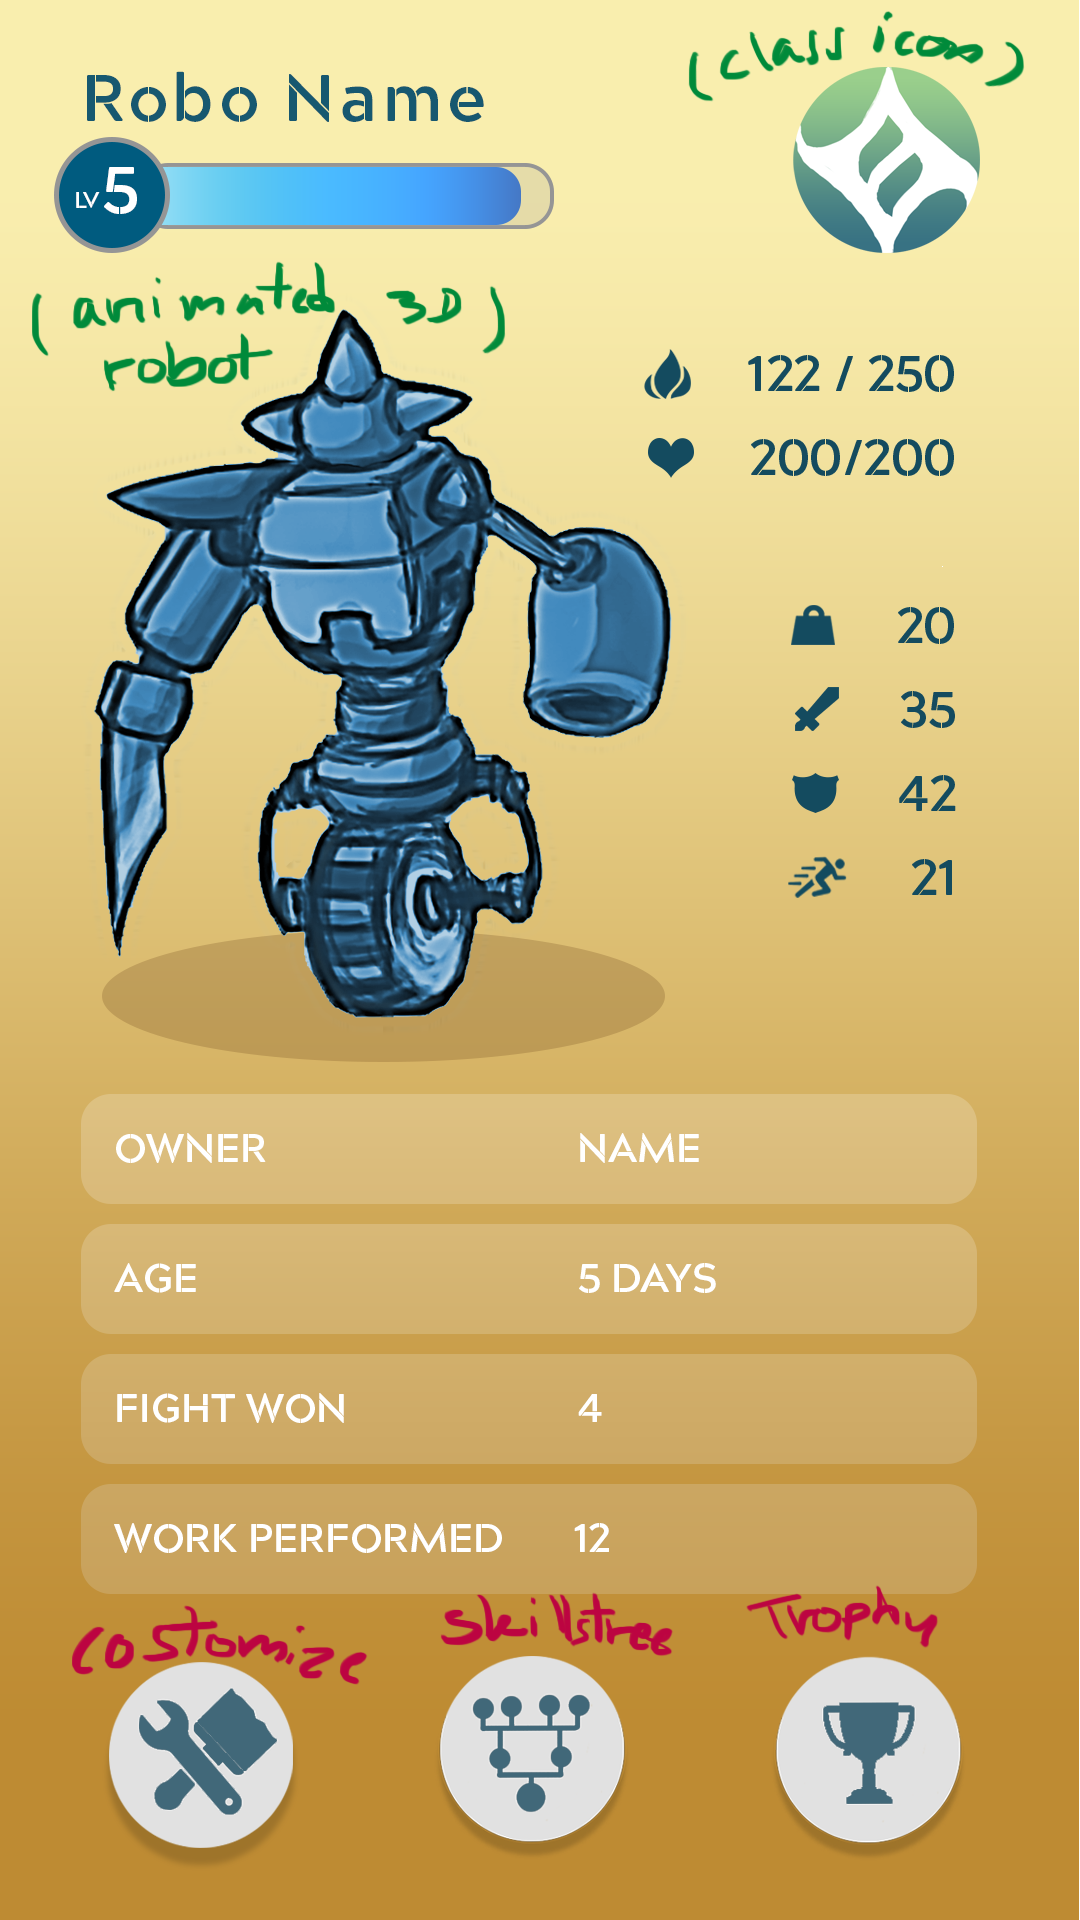 (class icon)
Robo Name
LV 5
(animated 3D)
robot
122 / 250
200/200
20
35
42
21
OWNER NAME
AGE 5 DAYS
FIGHT WON 4
WORK PERFORMED 12
Costomize Skillstree Trophy